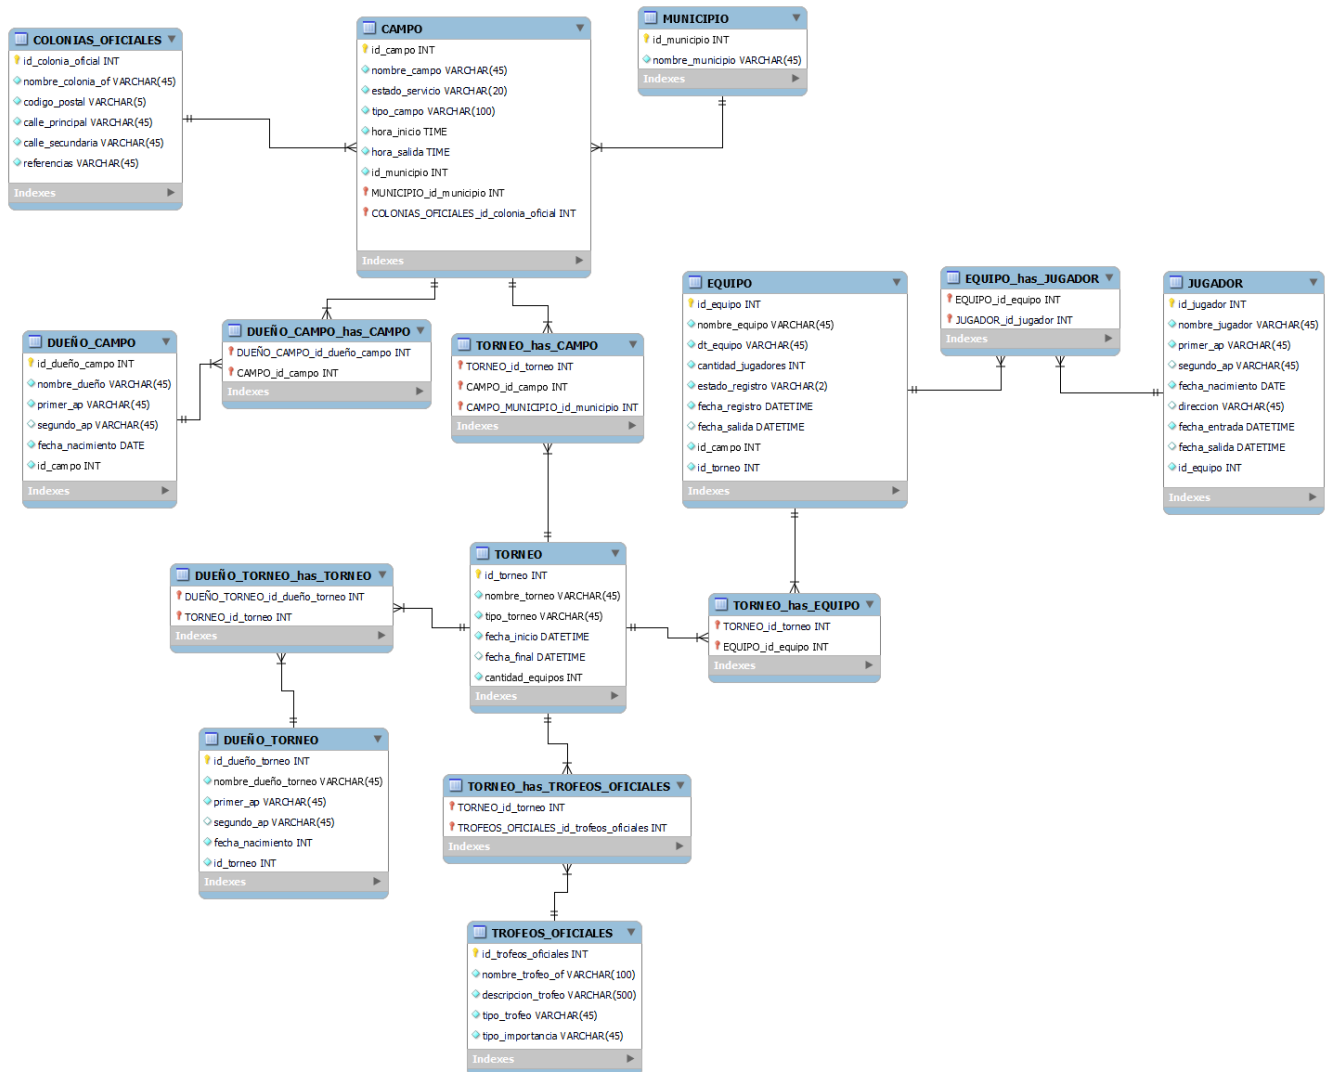 COLONIAS_OFICIALES
id_colonia_oficial INT
nombre_colonia_of VARCHAR(45)
codigo_postal VARCHAR(5)
calle_principal VARCHAR(45)
calle_secundaria VARCHAR(45)
referencias VARCHAR(45)
Indexes
CAMPO
id_campo INT
nombre_campo VARCHAR(45)
estado_servicio VARCHAR(20)
tipo_campo VARCHAR(100)
hora_inicio TIME
hora_salida TIME
id_municipio INT
MUNICIPIO_id_municipio INT
COLONIAS_OFICIALES_id_colonia_oficial INT
Indexes
MUNICIPIO
id_municipio INT
nombre_municipio VARCHAR(45)
Indexes
DUEÑO_CAMPO
id_dueño_campo INT
nombre_dueño VARCHAR(45)
primer_ap VARCHAR(45)
segundo_ap VARCHAR(45)
fecha_nacimiento DATE
id_campo INT
Indexes
DUEÑO_CAMPO_has_CAMPO
DUEÑO_CAMPO_id_dueño_campo INT
CAMPO_id_campo INT
Indexes
TORNEO_has_CAMPO
TORNEO_id_torneo INT
CAMPO_id_campo INT
CAMPO_MUNICIPIO_id_municipio INT
Indexes
EQUIPO
id_equipo INT
nombre_equipo VARCHAR(45)
dt_equipo VARCHAR(45)
cantidad_jugadores INT
estado_registro VARCHAR(2)
fecha_registro DATETIME
fecha_salida DATETIME
id_campo INT
id_torneo INT
Indexes
EQUIPO_has_JUGADOR
EQUIPO_id_equipo INT
JUGADOR_id_jugador INT
Indexes
JUGADOR
id_jugador INT
nombre_jugador VARCHAR(45)
primer_ap VARCHAR(45)
segundo_ap VARCHAR(45)
fecha_nacimiento DATE
direccion VARCHAR(45)
fecha_entrada DATETIME
fecha_salida DATETIME
id_equipo INT
Indexes
DUEÑO_TORNEO_has_TORNEO
DUEÑO_TORNEO_id_dueño_torneo INT
TORNEO_id_torneo INT
Indexes
TORNEO
id_torneo INT
nombre_torneo VARCHAR(45)
tipo_torneo VARCHAR(45)
fecha_inicio DATETIME
fecha_final DATETIME
cantidad_equipos INT
Indexes
TORNEO_has_EQUIPO
TORNEO_id_torneo INT
EQUIPO_id_equipo INT
Indexes
DUEÑO_TORNEO
id_dueño_torneo INT
nombre_dueño_torneo VARCHAR(45)
primer_ap VARCHAR(45)
segundo_ap VARCHAR(45)
fecha_nacimiento INT
id_torneo INT
Indexes
TORNEO_has_TROFEOS_OFICIALES
TORNEO_id_torneo INT
TROFEOS_OFICIALES_id_trofeos_oficiales INT
Indexes
TROFEOS_OFICIALES
id_trofeos_oficiales INT
nombre_trofeo_of VARCHAR(100)
descripcion_trofeo VARCHAR(500)
tipo_trofeo VARCHAR(45)
tipo_importancia VARCHAR(45)
Indexes